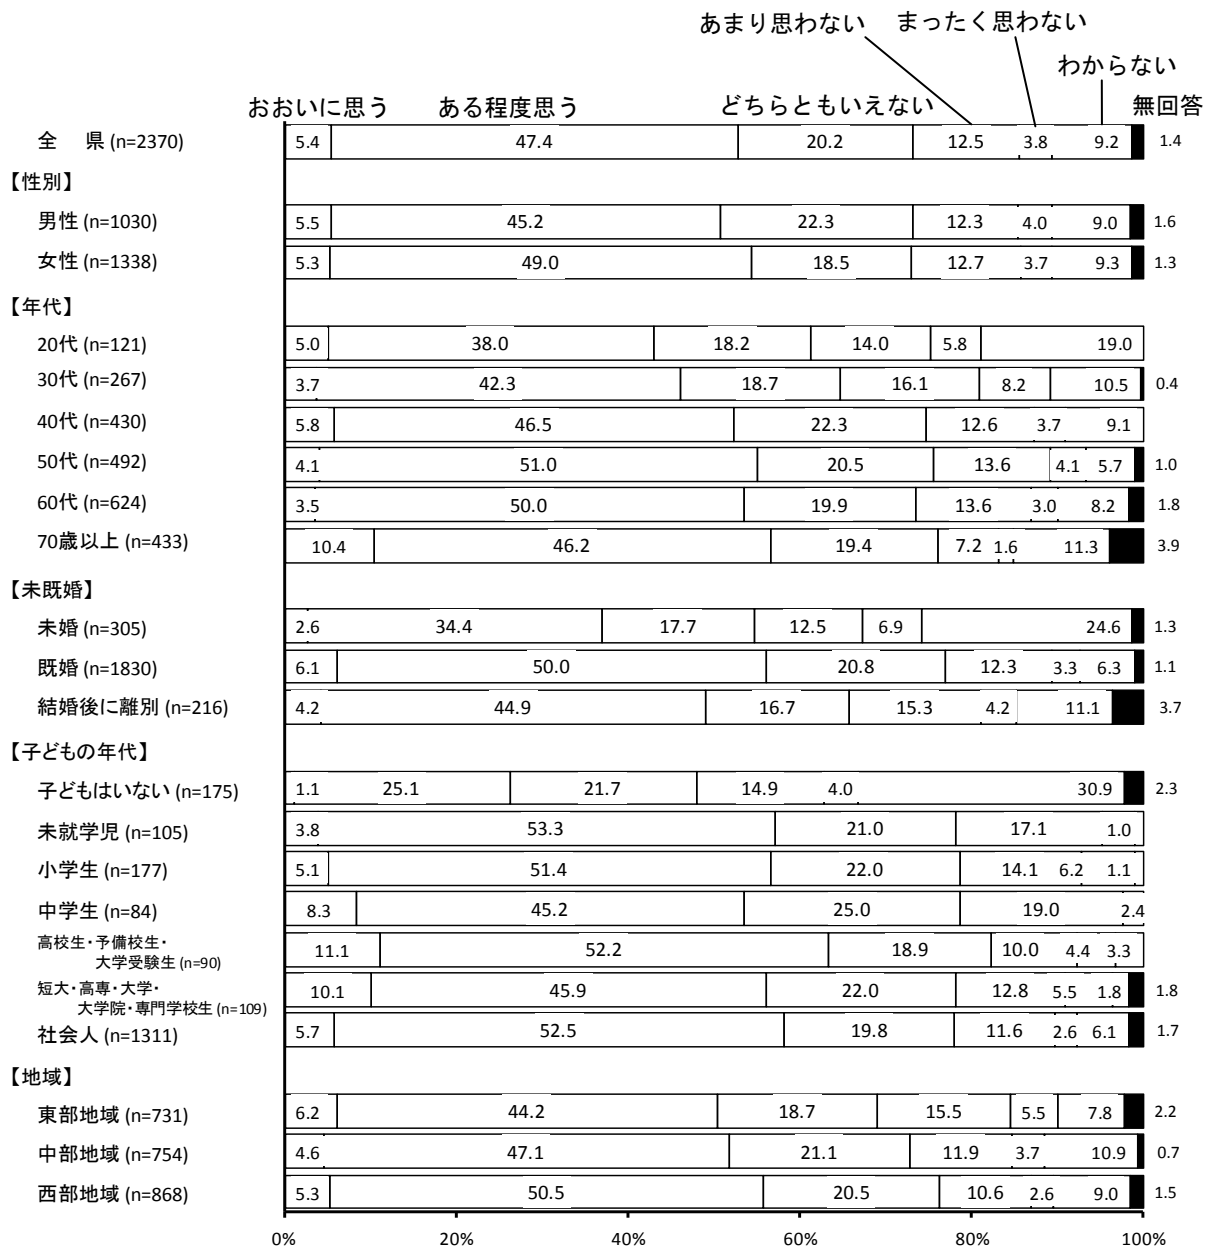 あまり思わない まったく思わない
わからない
おおいに思う ある程度思う どちらともいえない 無回答
全 県 (n=2370) 5.4 47.4 20.2 12.5 3.8 9.2 1.4
【性別】
男性 (n=1030) 5.5 45.2 22.3 12.3 4.0 9.0 1.6
女性 (n=1338) 5.3 49.0 18.5 12.7 3.7 9.3 1.3
【年代】
20代 (n=121) 5.0 38.0 18.2 14.0 5.8 19.0
30代 (n=267) 3.7 42.3 18.7 16.1 8.2 10.5 0.4
40代 (n=430) 5.8 46.5 22.3 12.6 3.7 9.1
50代 (n=492) 4.1 51.0 20.5 13.6 4.1 5.7 1.0
60代 (n=624) 3.5 50.0 19.9 13.6 3.0 8.2 1.8
70歳以上 (n=433) 10.4 46.2 19.4 7.2 1.6 11.3 3.9
【未既婚】
未婚 (n=305) 2.6 34.4 17.7 12.5 6.9 24.6 1.3
既婚 (n=1830) 6.1 50.0 20.8 12.3 3.3 6.3 1.1
結婚後に離別 (n=216) 4.2 44.9 16.7 15.3 4.2 11.1 3.7
【子どもの年代】
子どもはいない (n=175) 1.1 25.1 21.7 14.9 4.0 30.9 2.3
未就学児 (n=105) 3.8 53.3 21.0 17.1 1.0
小学生 (n=177) 5.1 51.4 22.0 14.1 6.2 1.1
中学生 (n=84) 8.3 45.2 25.0 19.0 2.4
高校生・予備校生・
大学受験生 (n=90) 11.1 52.2 18.9 10.0 4.4 3.3
短大・高専・大学・
大学院・専門学校生 (n=109) 10.1 45.9 22.0 12.8 5.5 1.8 1.8
社会人 (n=1311) 5.7 52.5 19.8 11.6 2.6 6.1 1.7
【地域】
東部地域 (n=731) 6.2 44.2 18.7 15.5 5.5 7.8 2.2
中部地域 (n=754) 4.6 47.1 21.1 11.9 3.7 10.9 0.7
西部地域 (n=868) 5.3 50.5 20.5 10.6 2.6 9.0 1.5
0% 20% 40% 60% 80% 100%